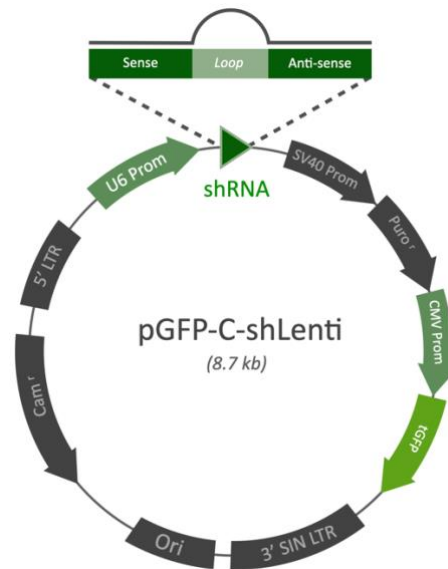 Sense Loop Anti-sense
U6 Prom
shRNA
SV40 Prom
Puro r
CMV Prom
tGFP
3' SIN LTR
Ori
Cam r
5' LTR
pGFP-C-shLenti
(8.7 kb)